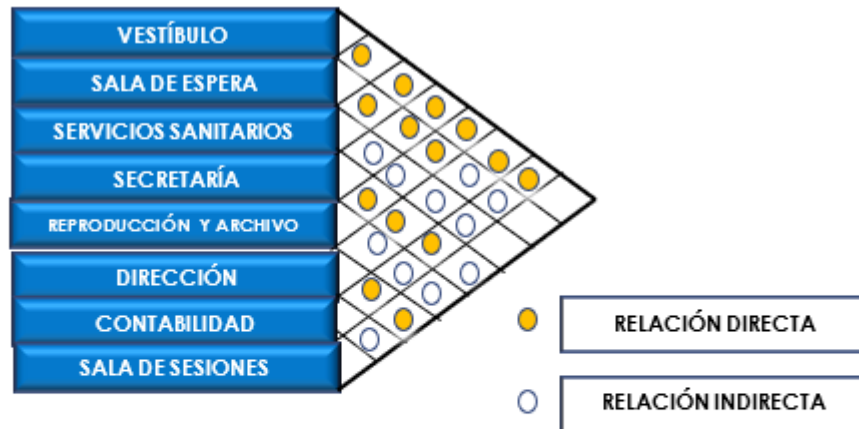 VESTÍBULO
SALA DE ESPERA
SERVICIOS SANITARIOS
SECRETARÍA
REPRODUCCIÓN Y ARCHIVO
DIRECCIÓN
CONTABILIDAD
SALA DE SESIONES
RELACIÓN DIRECTA
RELACIÓN INDIRECTA